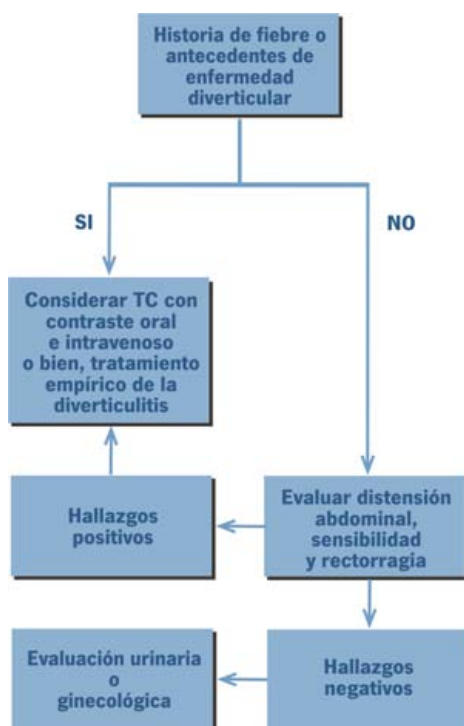 Historia de fiebre o
antecedentes de
enfermedad
diverticular
SI
NO
Considerar TC con
contraste oral
e intravenoso
o bien, tratamiento
empírico de la
diverticulitis
Hallazgos
positivos
Evaluar distensión
abdominal,
sensibilidad
y rectorragia
Evaluación urinaria
o
ginecológica
Hallazgos
negativos